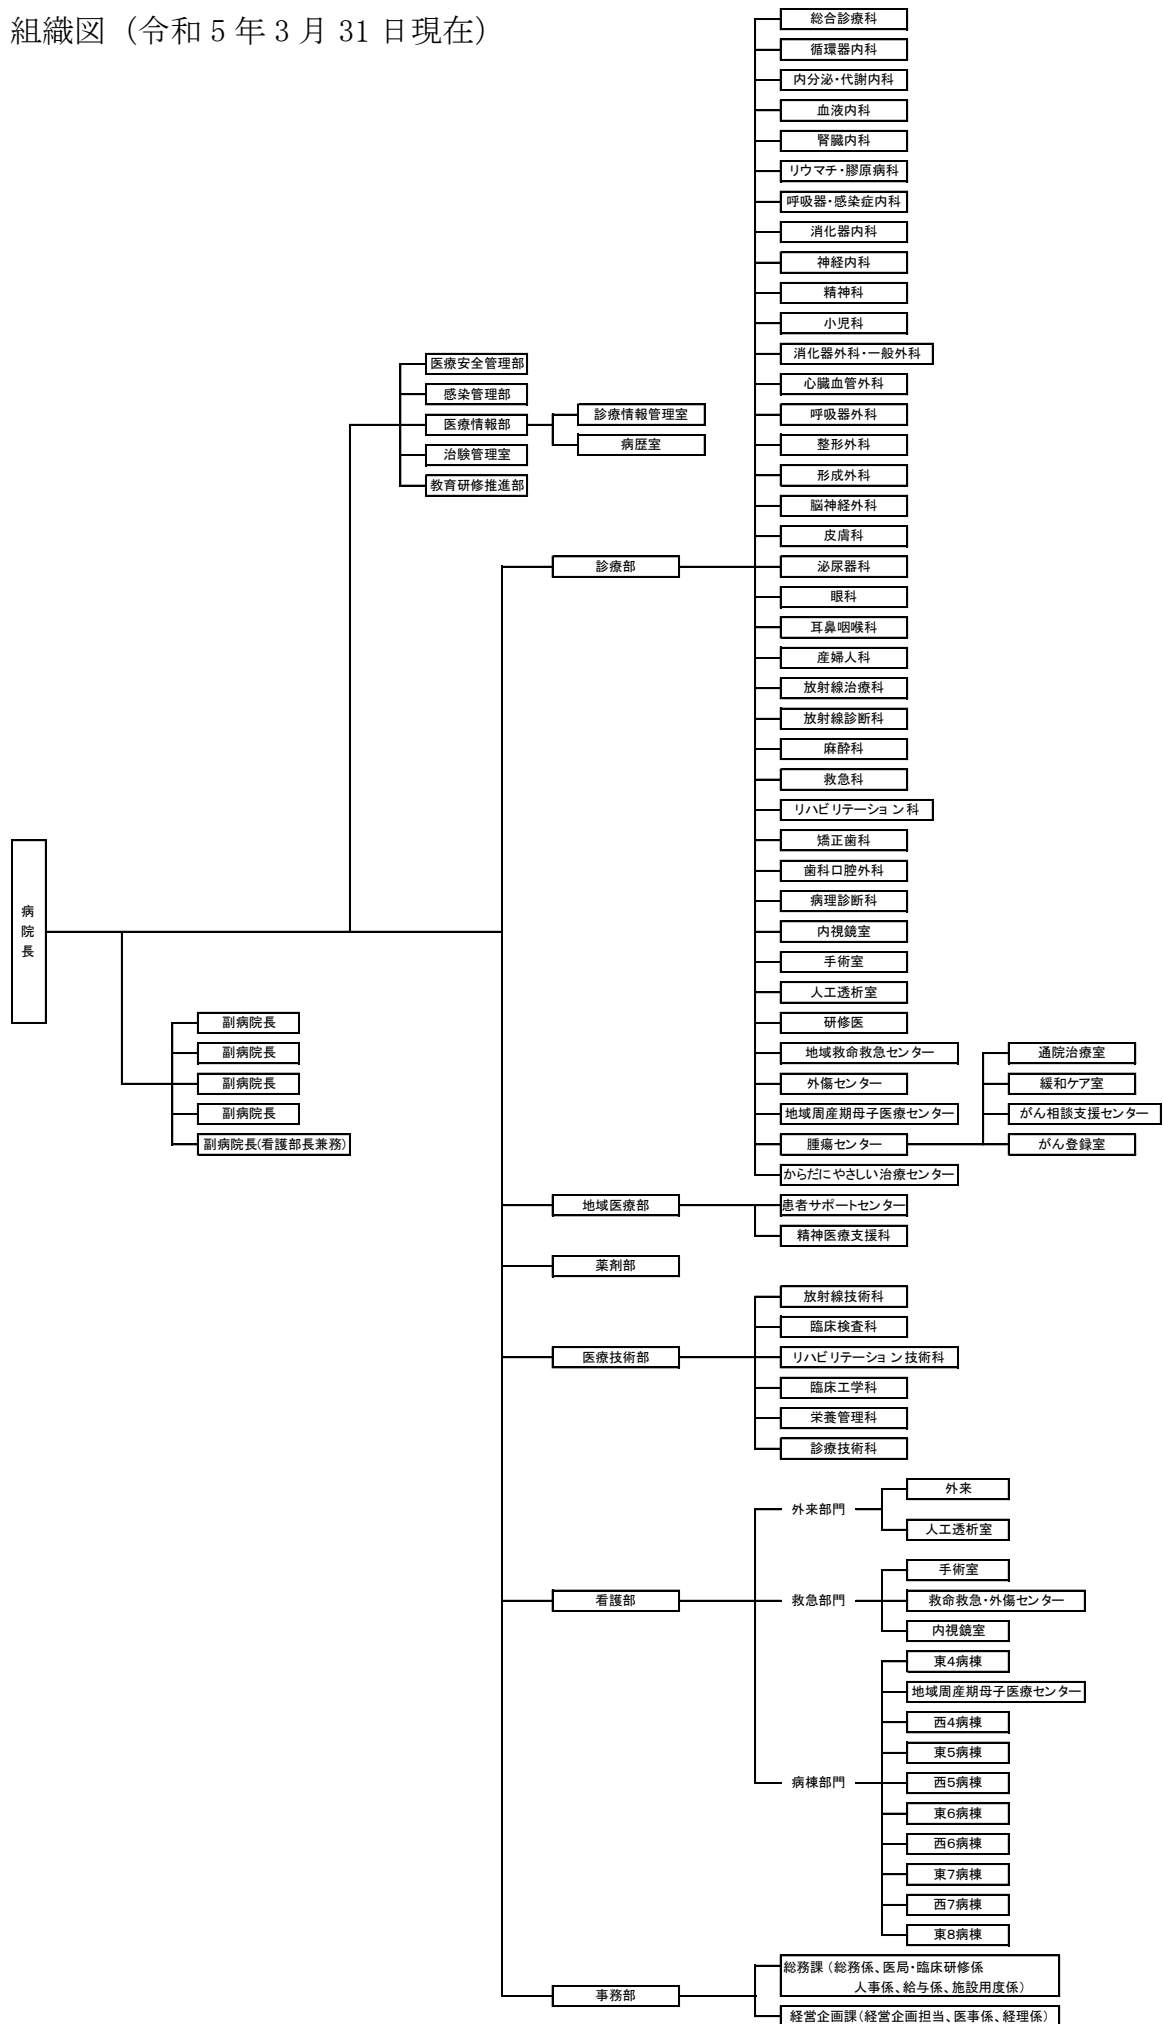 組織図（令和５年３月 31 日現在）
総合診療科
循環器内科
内分泌・代謝内科
血液内科
腎臓内科
リウマチ・膠原病科
呼吸器・感染症内科
消化器内科
神経内科
精神科
小児科
消化器外科・一般外科
心臓血管外科
呼吸器外科
整形外科
形成外科
脳神経外科
皮膚科
泌尿器科
眼科
耳鼻咽喉科
産婦人科
放射線治療科
放射線診断科
麻酔科
救急科
リハビリテーション科
矯正歯科
歯科口腔外科
病理診断科
内視鏡室
手術室
人工透析室
研修医
地域救命救急センター
外傷センター
地域周産期母子医療センター
腫瘍センター
からだにやさしい治療センター
通院治療室
緩和ケア室
がん相談支援センター
がん登録室
医療安全管理部
感染管理部
医療情報部
治験管理室
教育研修推進部
診療情報管理室
病歴室
診療部
病院長
副病院長
副病院長
副病院長
副病院長
副病院長(看護部長兼務)
地域医療部
患者サポートセンター
精神医療支援科
薬剤部
医療技術部
放射線技術科
臨床検査科
リハビリテーション技術科
臨床工学科
栄養管理科
診療技術科
看護部
外来部門
外来
人工透析室
救急部門
手術室
救命救急・外傷センター
内視鏡室
病棟部門
東4病棟
地域周産期母子医療センター
西4病棟
東5病棟
西5病棟
東6病棟
西6病棟
東7病棟
西7病棟
東8病棟
事務部
総務課（総務係、医局・臨床研修係
人事係、給与係、施設用度係）
経営企画課（経営企画担当、医事係、経理係）